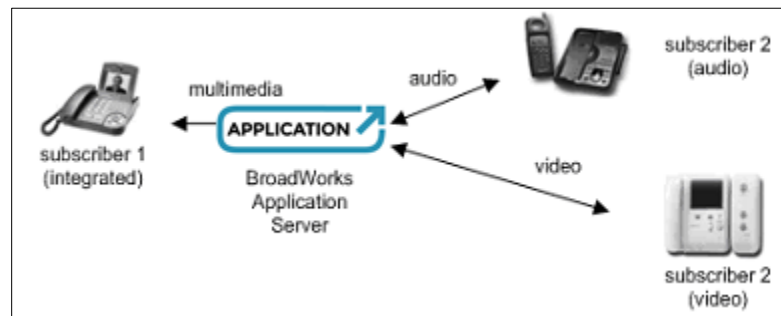 subscriber 2
(audio)
audio
multimedia
APPLICATION
subscriber 1
(integrated)
BroadWorks
Application
Server
video
subscriber 2
(video)